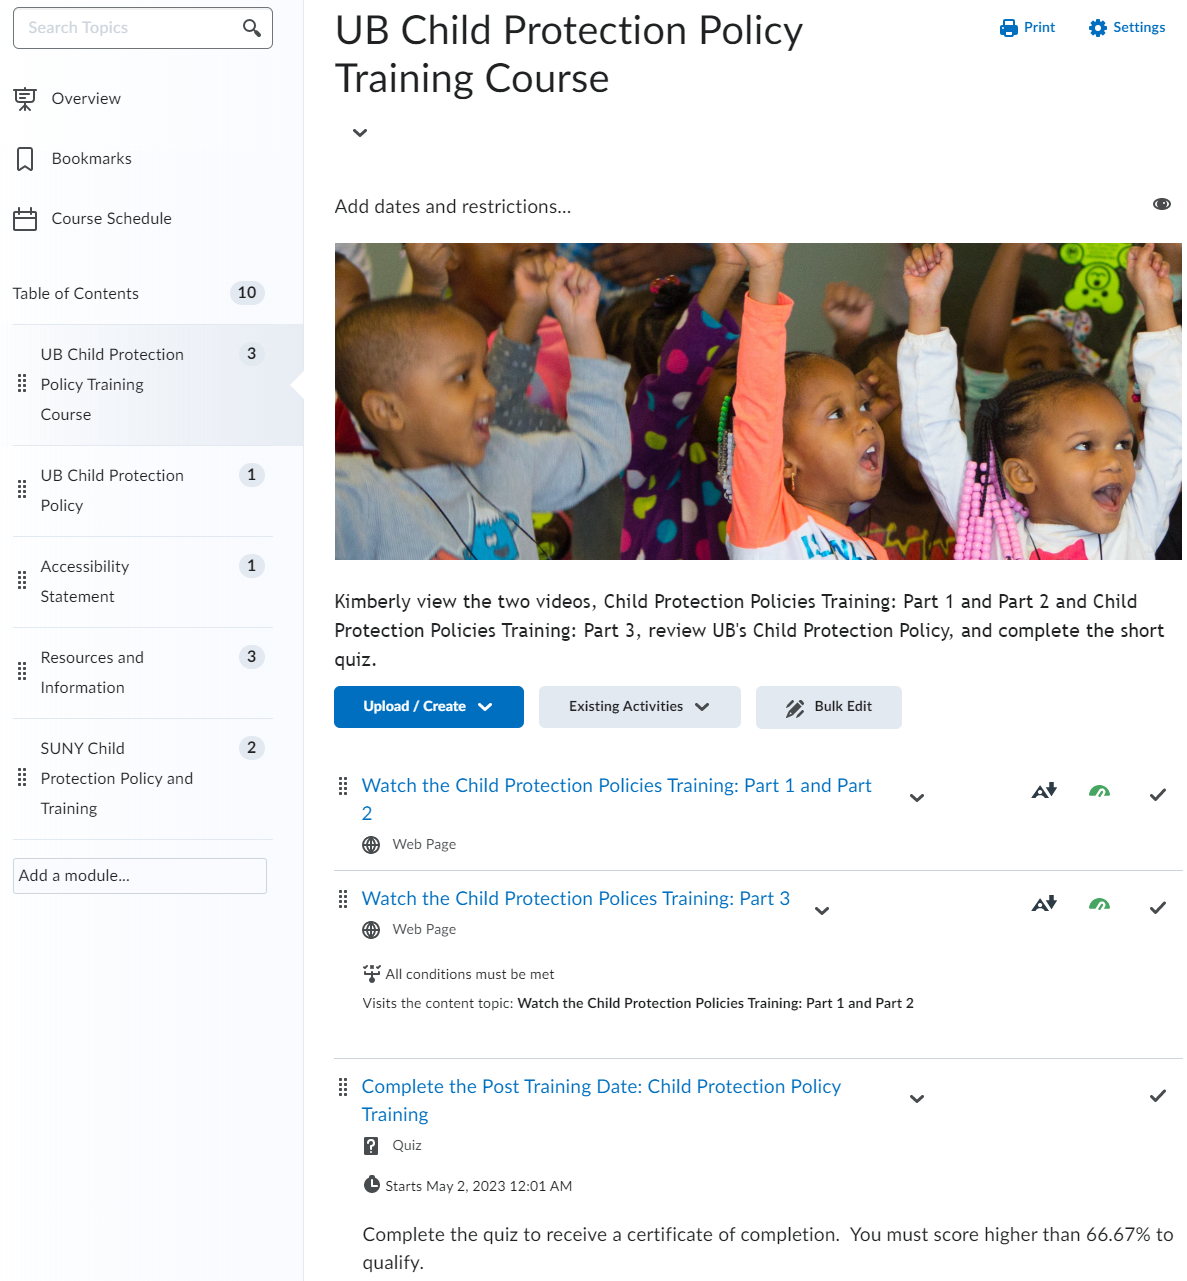 Search Topics
Overview
Bookmarks
Course Schedule
Table of Contents 10
UB Child Protection 3
Policy Training
Course
UB Child Protection 1
Policy
Accessibility 1
Statement
Resources and 3
Information
SUNY Child 2
Protection Policy and
Training
Add a module...
UB Child Protection Policy
Training Course
Print Settings
Add dates and restrictions...
Kimberly view the two videos, Child Protection Policies Training: Part 1 and Part 2 and Child
Protection Policies Training: Part 3, review UB's Child Protection Policy, and complete the short
quiz.
Upload / Create Existing Activities Bulk Edit
Watch the Child Protection Policies Training: Part 1 and Part
2
Web Page
Watch the Child Protection Polices Training: Part 3
Web Page
All conditions must be met
Visits the content topic: Watch the Child Protection Policies Training: Part 1 and Part 2
Complete the Post Training Date: Child Protection Policy
Training
Quiz
Starts May 2, 2023 12:01 AM
Complete the quiz to receive a certificate of completion.  You must score higher than 66.67% to
qualify.